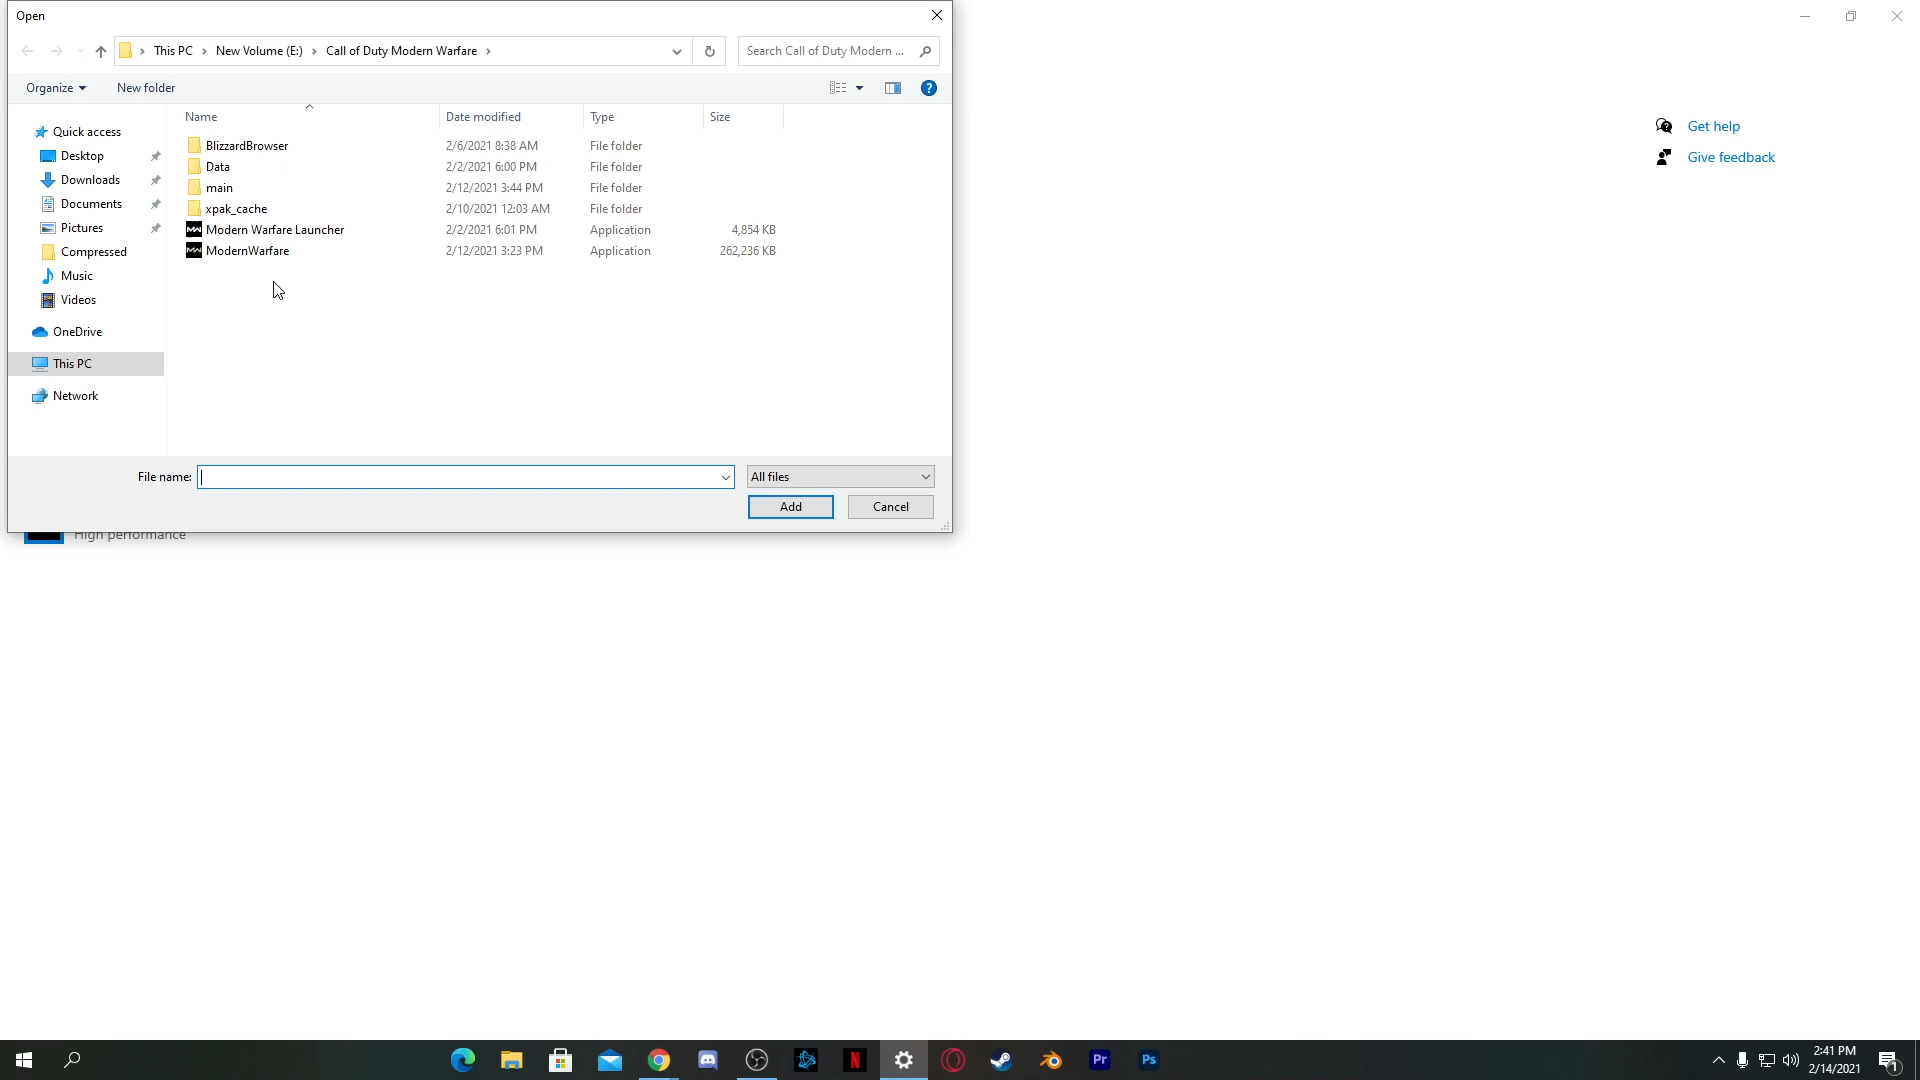 Open
This PC > New Volume (E:) > Call of Duty Modern Warfare >
Search Call of Duty Modern ...
Organize
New folder
Name
Date modified
Type
Size
Quick access
Desktop
Downloads
Documents
Pictures
Compressed
Music
Videos
OneDrive
This PC
Network
BlizzardBrowser 2/6/2021 8:38 AM File folder
Data 2/2/2021 6:00 PM File folder
main 2/12/2021 3:44 PM File folder
xpak_cache 2/10/2021 12:03 AM File folder
Modern Warfare Launcher 2/2/2021 6:01 PM Application 4,854 KB
ModernWarfare 2/12/2021 3:23 PM Application 262,236 KB
File name:
All files
Add
Cancel
High performance
Get help
Give feedback
N
Pr
Ps
2:41 PM
2/14/2021
1